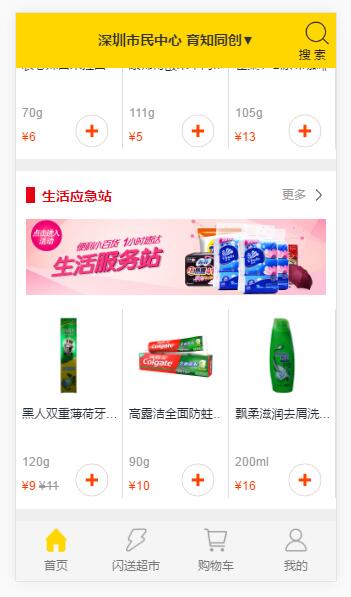 深圳市民中心 育知同创▼
搜 索
70g
111g
105g
¥6
¥5
¥13
生活应急站
更多
点击进入
活动
便利小百货 1小时速达
生活服务站
Colgate
黑人双重薄荷牙...
高露洁全面防蛀...
飘柔滋润去屑洗...
120g
90g
200ml
¥9 ¥11
¥10
¥16
首页
闪送超市
购物车
我的